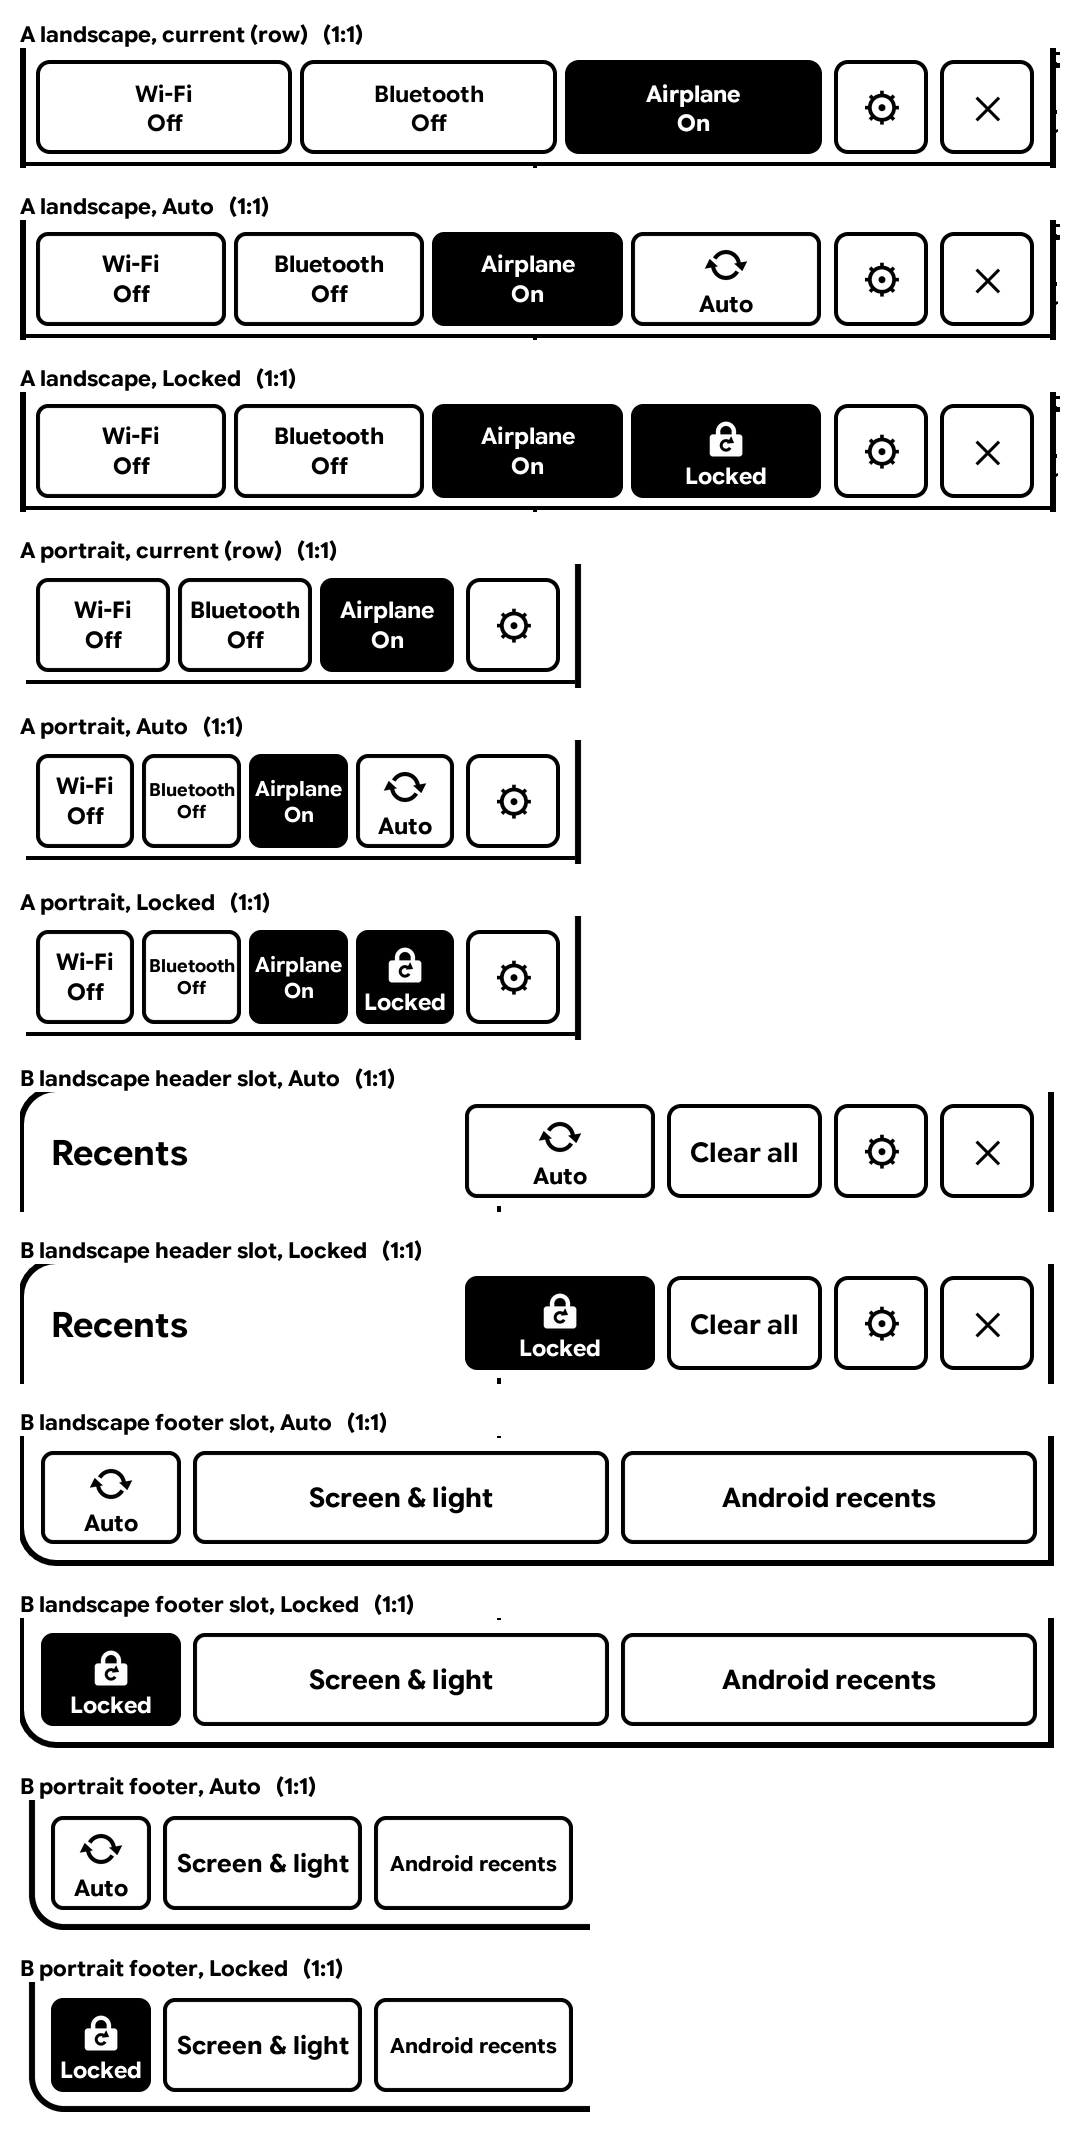 A landscape, current (row) (1:1)
Wi-Fi Off
Bluetooth Off
Airplane On
A landscape, Auto (1:1)
Wi-Fi Off
Bluetooth Off
Airplane On
Auto
A landscape, Locked (1:1)
Wi-Fi Off
Bluetooth Off
Airplane On
Locked
A portrait, current (row) (1:1)
Wi-Fi Off
Bluetooth Off
Airplane On
A portrait, Auto (1:1)
Wi-Fi Off
Bluetooth Off
Airplane On
Auto
A portrait, Locked (1:1)
Wi-Fi Off
Bluetooth Off
Airplane On
Locked
B landscape header slot, Auto (1:1)
Recents
Auto
Clear all
B landscape header slot, Locked (1:1)
Recents
Locked
Clear all
B landscape footer slot, Auto (1:1)
Auto
Screen & light
Android recents
B landscape footer slot, Locked (1:1)
Locked
Screen & light
Android recents
B portrait footer, Auto (1:1)
Auto
Screen & light
Android recents
B portrait footer, Locked (1:1)
Locked
Screen & light
Android recents